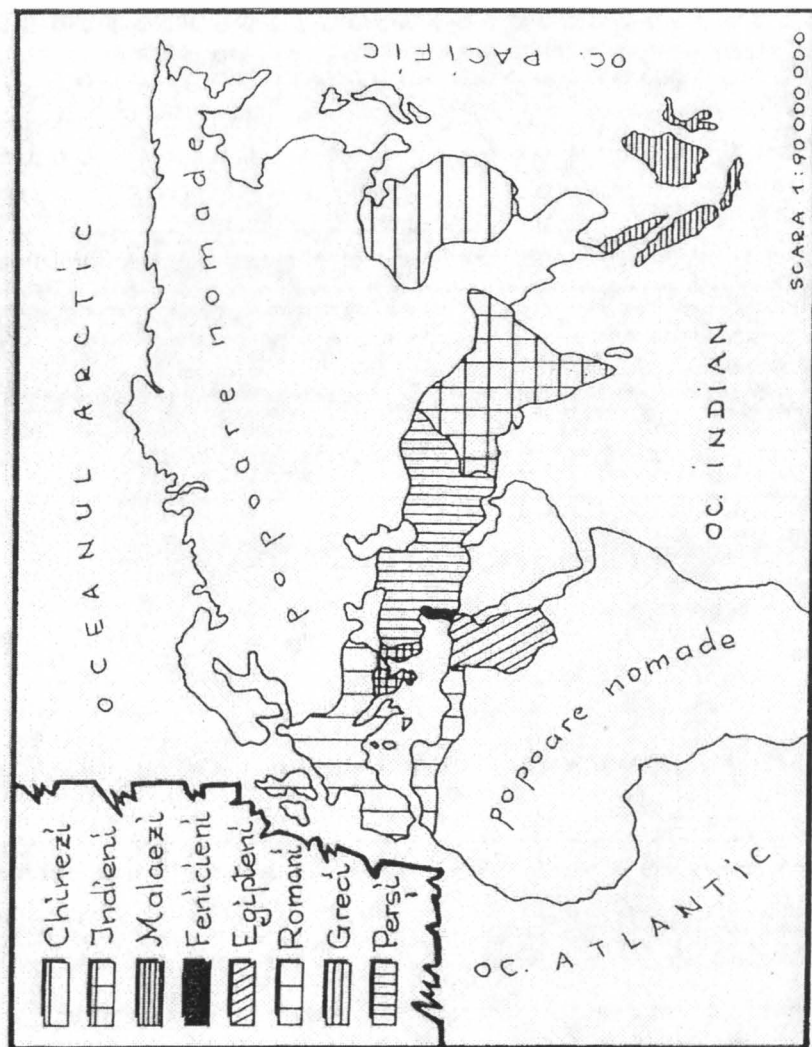 OCEANUL ARCTIC
popoare nomade
OC. PACIFIC
Chinezi
Indieni
Malaezi
Fenicieni
Egipteni
Romani
Greci
Perși
popoare nomade
OC. ATLANTIC
OC. INDIAN
SCARA 1:90 000 000